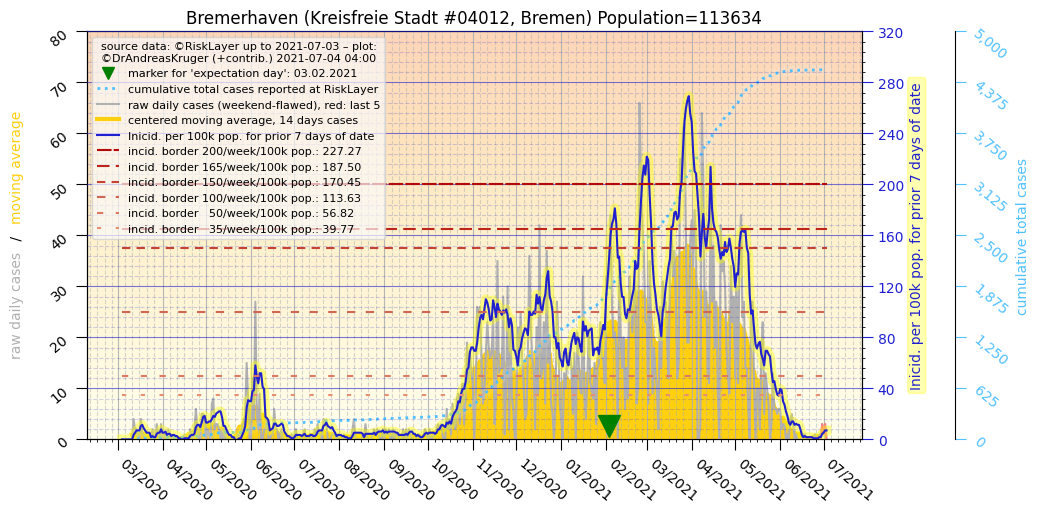 Bremerhaven (Kreisfreie Stadt #04012, Bremen) Population=113634
source data: ©RiskLayer up to 2021-07-03 – plot:
©DrAndreasKruger (+contrib.) 2021-07-04 04:00
marker for 'expectation day': 03.02.2021
cumulative total cases reported at RiskLayer
raw daily cases (weekend-flawed), red: last 5
centered moving average, 14 days cases
Inicid. per 100k pop. for prior 7 days of date
incid. border 200/week/100k pop.: 227.27
incid. border 165/week/100k pop.: 187.50
incid. border 150/week/100k pop.: 170.45
incid. border 100/week/100k pop.: 113.63
incid. border 50/week/100k pop.: 56.82
incid. border 35/week/100k pop.: 39.77
raw daily cases / moving average
80
70
60
50
40
30
20
10
0
320
280
240
200
160
120
80
40
0
Inicid. per 100k pop. for prior 7 days of date
5,000
4,375
3,750
3,125
2,500
1,875
1,250
625
0
cumulative total cases
03/2020
04/2020
05/2020
06/2020
07/2020
08/2020
09/2020
10/2020
11/2020
12/2020
01/2021
02/2021
03/2021
04/2021
05/2021
06/2021
07/2021